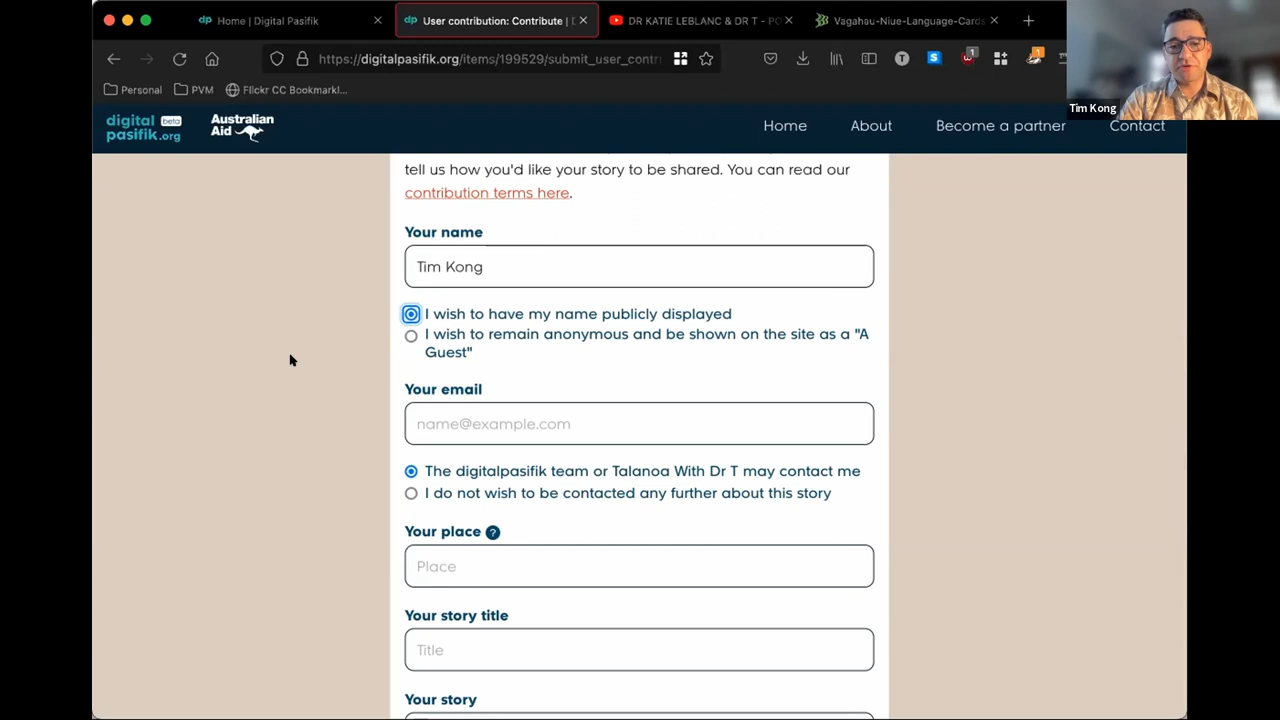 Home | Digital Pasifik
User contribution: Contribute |
DR KATIE LEBLANC & DR T - PO
Vagahau-Niue-Language-Cards
https://digitalpasifik.org/items/199529/submit_user_contr
1
1
Personal
PVM
Flickr CC Bookmarkl...
Tim Kong
digital beta
pasifik.org
Australian
Aid
Home
About
Become a partner
Contact
tell us how you'd like your story to be shared. You can read our
contribution terms here.
Your name
Tim Kong
I wish to have my name publicly displayed
I wish to remain anonymous and be shown on the site as a "A
Guest"
Your email
name@example.com
The digitalpasifik team or Talanoa With Dr T may contact me
I do not wish to be contacted any further about this story
Your place ?
Place
Your story title
Title
Your story